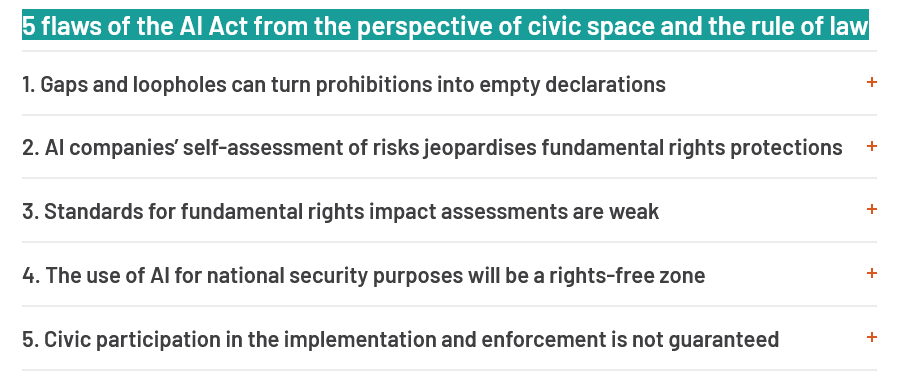 5 flaws of the AI Act from the perspective of civic space and the rule of law
1. Gaps and loopholes can turn prohibitions into empty declarations
+
2. AI companies’ self-assessment of risks jeopardises fundamental rights protections
+
3. Standards for fundamental rights impact assessments are weak
+
4. The use of AI for national security purposes will be a rights-free zone
+
5. Civic participation in the implementation and enforcement is not guaranteed
+